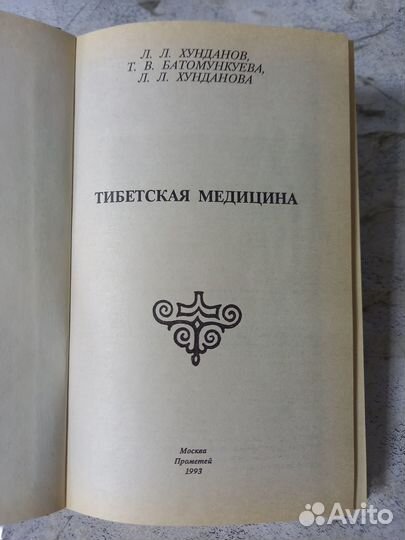 Л. Л. ХУНДАНОВ,
Т. В. БАТОМУНКУЕВА,
Л. Л. ХУНДАНОВА
ТИБЕТСКАЯ МЕДИЦИНА
Москва
Прометей
1993
Avito